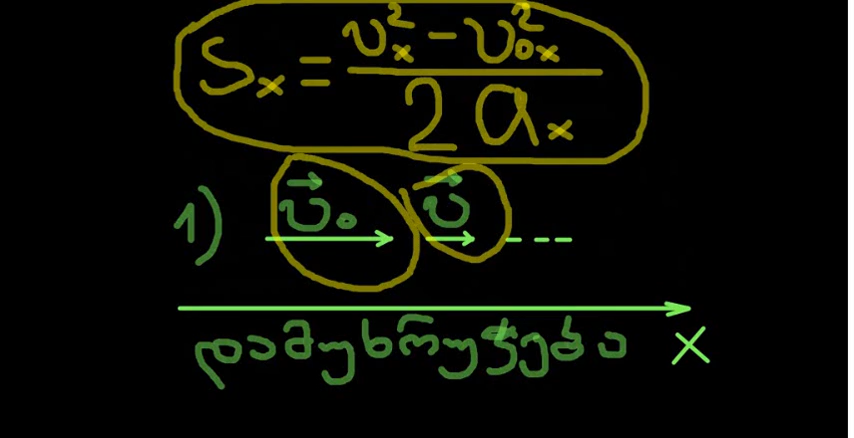 Sₓ = (υₓ² − υ₀ₓ²) / 2aₓ
1) υ⃗₀ υ⃗
დამუხრუჭება X